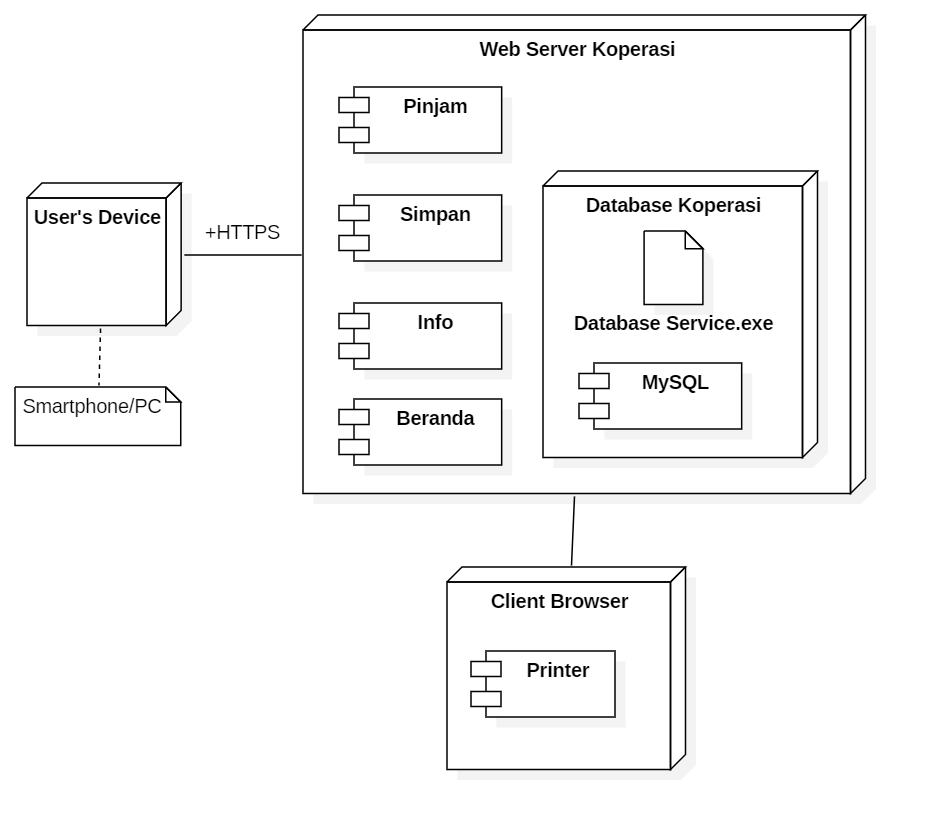 Web Server Koperasi
Pinjam
Simpan
Info
Beranda
Database Koperasi
Database Service.exe
MySQL
User's Device
+HTTPS
Smartphone/PC
Client Browser
Printer